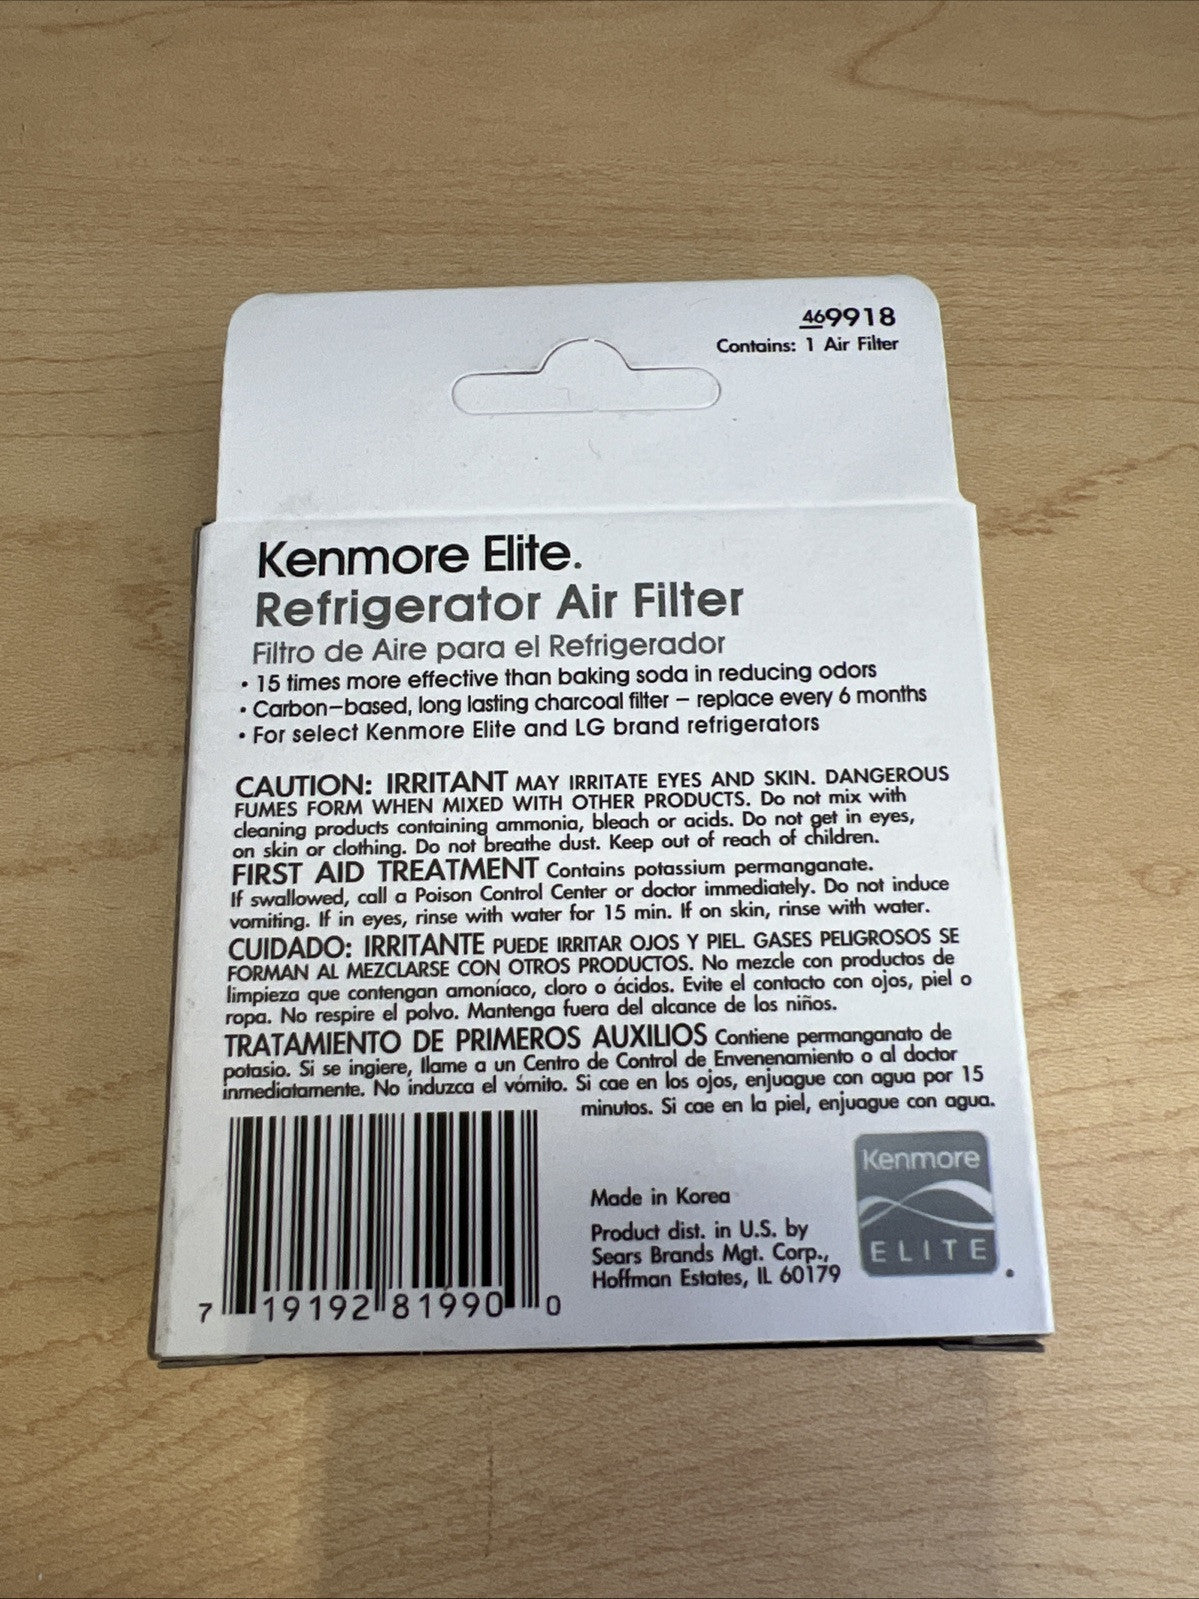 469918
Contains: 1 Air Filter
Kenmore Elite.
Refrigerator Air Filter
Filtro de Aire para el Refrigerador
• 15 times more effective than baking soda in reducing odors
• Carbon-based, long lasting charcoal filter – replace every 6 months
• For select Kenmore Elite and LG brand refrigerators
CAUTION: IRRITANT MAY IRRITATE EYES AND SKIN. DANGEROUS
FUMES FORM WHEN MIXED WITH OTHER PRODUCTS. Do not mix with
cleaning products containing ammonia, bleach or acids. Do not get in eyes,
on skin or clothing. Do not breathe dust. Keep out of reach of children.
FIRST AID TREATMENT Contains potassium permanganate.
If swallowed, call a Poison Control Center or doctor immediately. Do not induce
vomiting. If in eyes, rinse with water for 15 min. If on skin, rinse with water.
CUIDADO: IRRITANTE PUEDE IRRITAR OJOS Y PIEL. GASES PELIGROSOS SE
FORMAN AL MEZCLARSE CON OTROS PRODUCTOS. No mezcle con productos de
limpieza que contengan amoníaco, cloro o ácidos. Evite el contacto con ojos, piel o
ropa. No respire el polvo. Mantenga fuera del alcance de los niños.
TRATAMIENTO DE PRIMEROS AUXILIOS Contiene permanganato de
potasio. Si se ingiere, llame a un Centro de Control de Envenenamiento o al doctor
inmediatamente. No induzca el vómito. Si cae en los ojos, enjuague con agua por 15
minutos. Si cae en la piel, enjuague con agua.
Made in Korea
Product dist. in U.S. by
Sears Brands Mgt. Corp.,
Hoffman Estates, IL 60179
Kenmore
ELITE
7 19192 81990 0